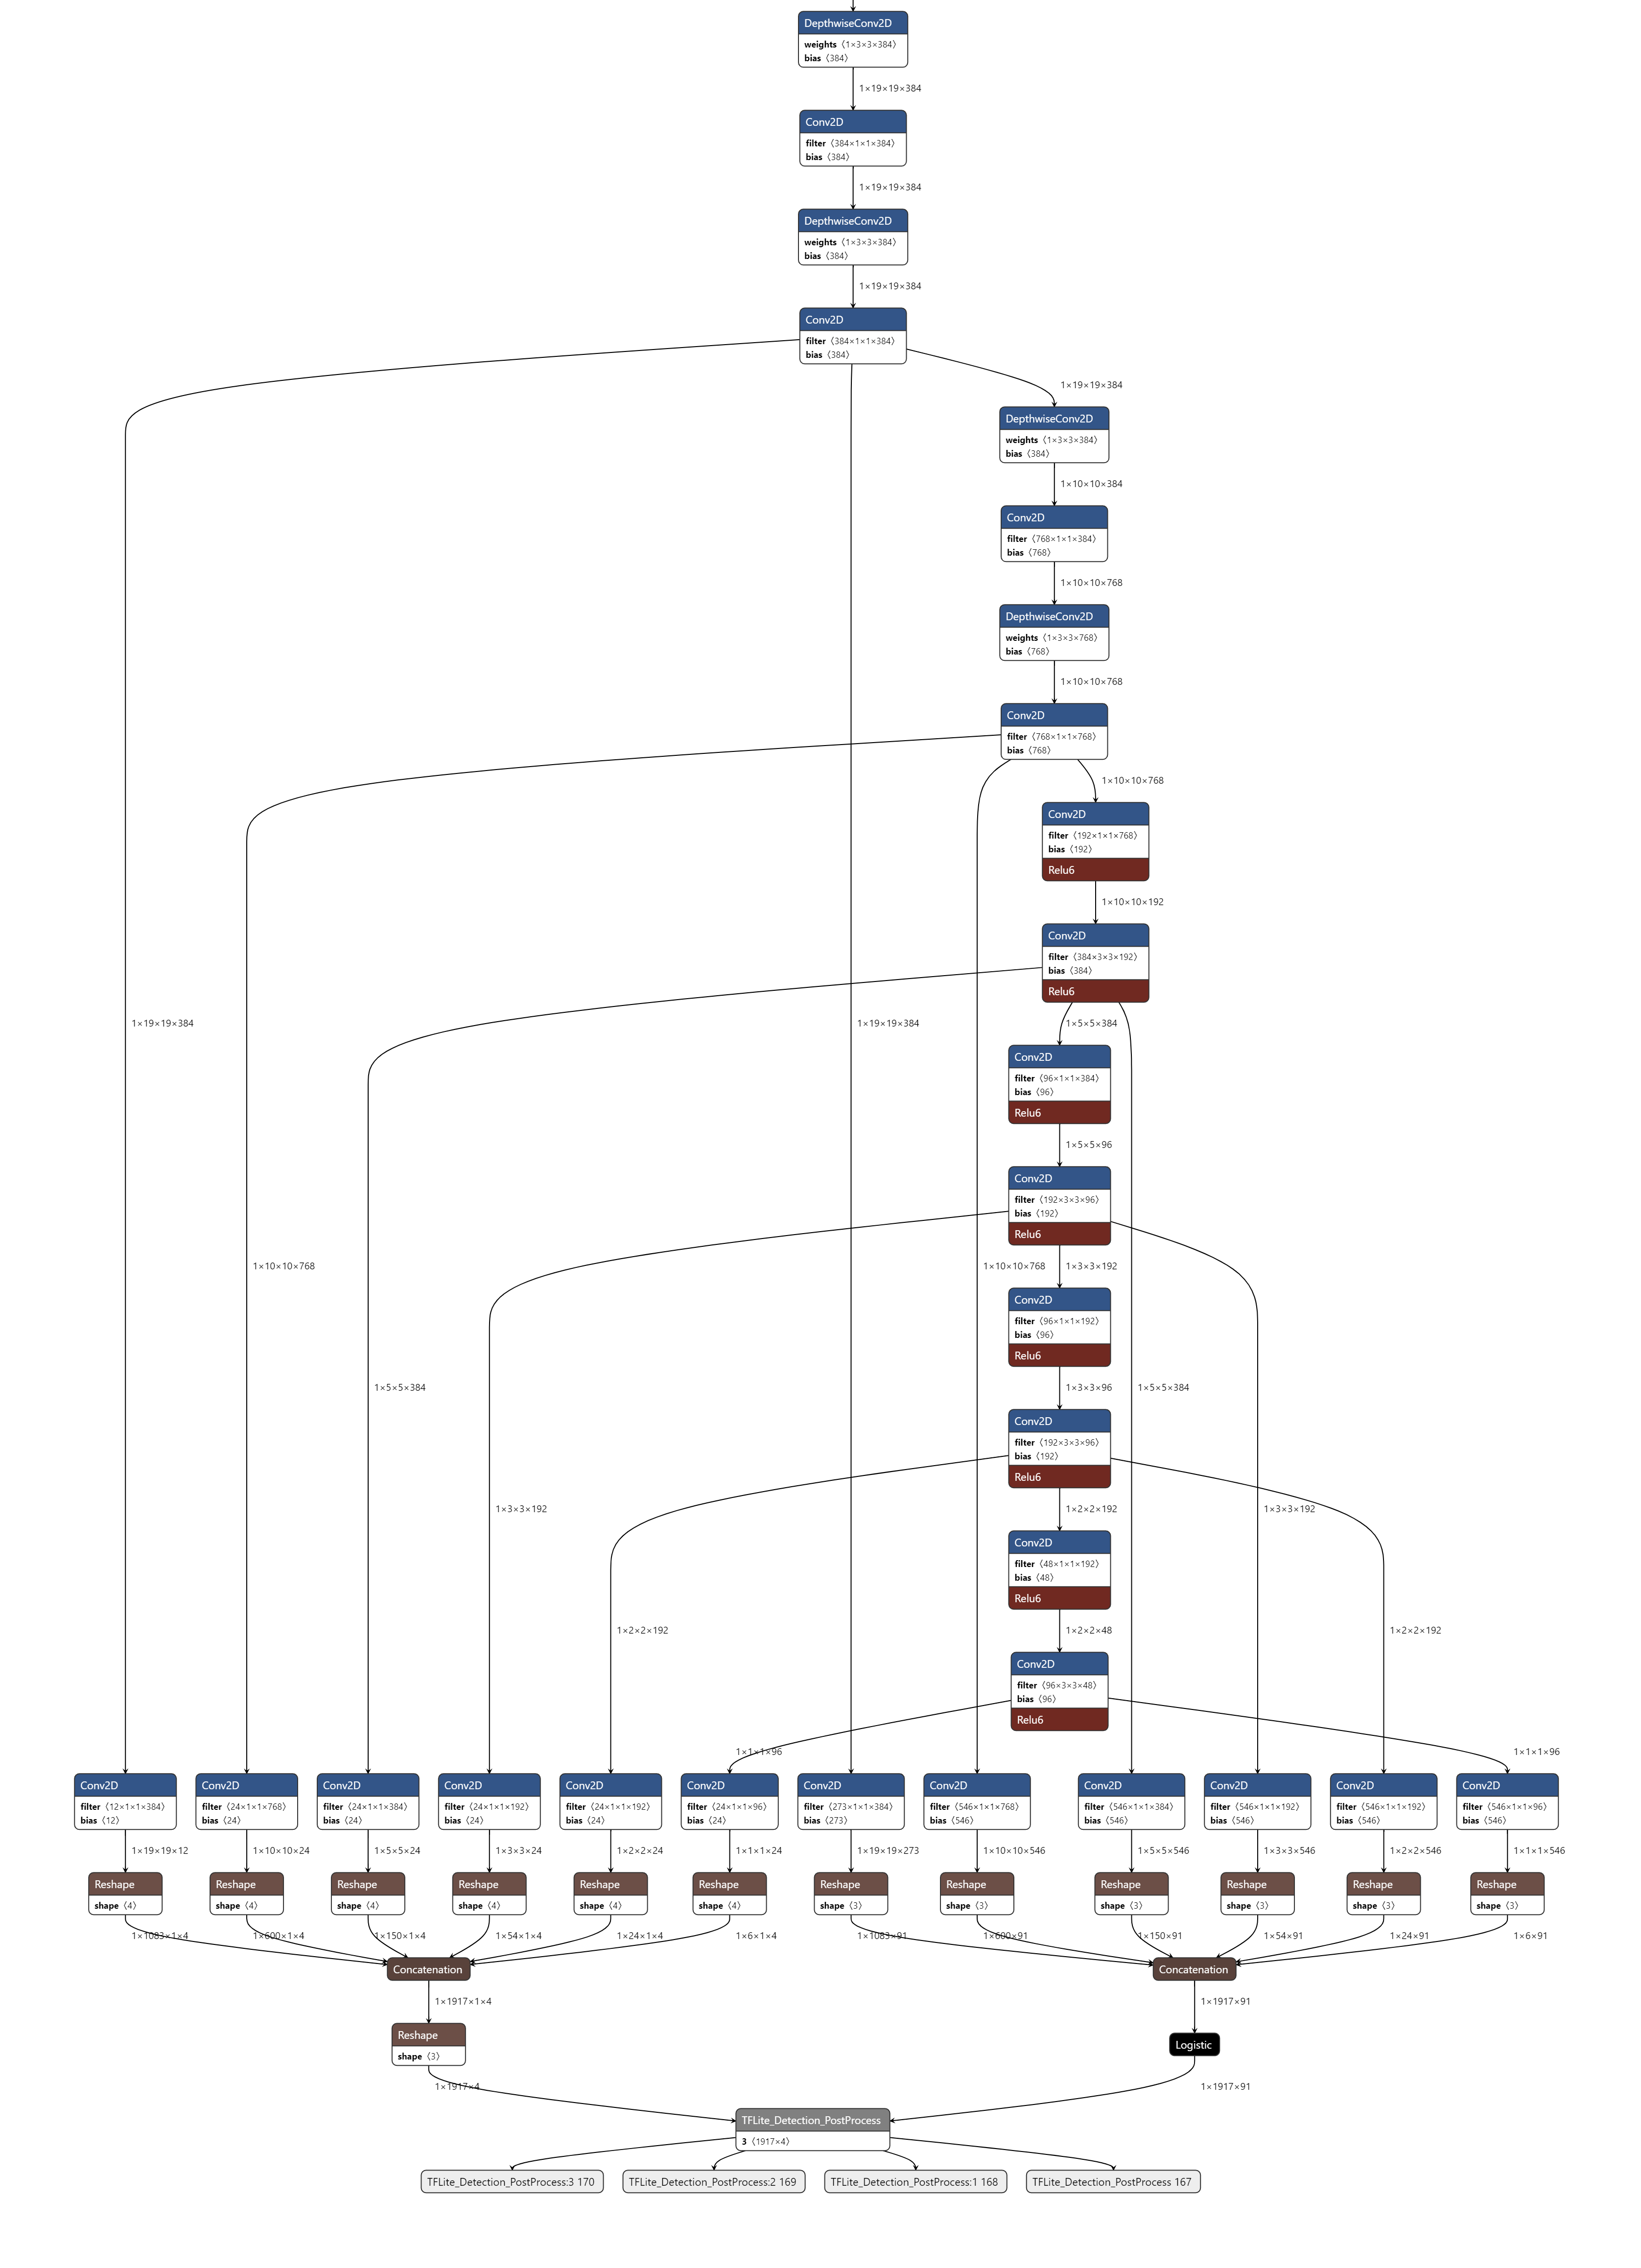 DepthwiseConv2D
weights〈1×3×3×384〉
bias〈384〉
1×19×19×384
Conv2D
filter〈384×1×1×384〉
bias〈384〉
1×19×19×384
DepthwiseConv2D
weights〈1×3×3×384〉
bias〈384〉
1×19×19×384
Conv2D
filter〈384×1×1×384〉
bias〈384〉
1×19×19×384
DepthwiseConv2D
weights〈1×3×3×384〉
bias〈384〉
1×10×10×384
Conv2D
filter〈768×1×1×384〉
bias〈768〉
1×10×10×768
DepthwiseConv2D
weights〈1×3×3×768〉
bias〈768〉
1×10×10×768
Conv2D
filter〈768×1×1×768〉
bias〈768〉
1×10×10×768
Conv2D
filter〈192×1×1×768〉
bias〈192〉
Relu6
1×10×10×192
Conv2D
filter〈384×3×3×192〉
bias〈384〉
Relu6
1×19×19×384
1×19×19×384
1×5×5×384
Conv2D
filter〈96×1×1×384〉
bias〈96〉
Relu6
1×5×5×96
Conv2D
filter〈192×3×3×96〉
bias〈192〉
Relu6
1×10×10×768
1×10×10×768
1×3×3×192
Conv2D
filter〈96×1×1×192〉
bias〈96〉
Relu6
1×5×5×384
1×3×3×96
1×5×5×384
Conv2D
filter〈192×3×3×96〉
bias〈192〉
Relu6
1×3×3×192
1×2×2×192
1×3×3×192
Conv2D
filter〈48×1×1×192〉
bias〈48〉
Relu6
1×2×2×192
1×2×2×48
1×2×2×192
Conv2D
filter〈96×3×3×48〉
bias〈96〉
Relu6
1×1×1×96
1×1×1×96
Conv2D
filter〈12×1×1×384〉
bias〈12〉
Conv2D
filter〈24×1×1×768〉
bias〈24〉
Conv2D
filter〈24×1×1×384〉
bias〈24〉
Conv2D
filter〈24×1×1×192〉
bias〈24〉
Conv2D
filter〈24×1×1×192〉
bias〈24〉
Conv2D
filter〈24×1×1×96〉
bias〈24〉
Conv2D
filter〈273×1×1×384〉
bias〈273〉
Conv2D
filter〈546×1×1×768〉
bias〈546〉
Conv2D
filter〈546×1×1×384〉
bias〈546〉
Conv2D
filter〈546×1×1×192〉
bias〈546〉
Conv2D
filter〈546×1×1×192〉
bias〈546〉
Conv2D
filter〈546×1×1×96〉
bias〈546〉
1×19×19×12
1×10×10×24
1×5×5×24
1×3×3×24
1×2×2×24
1×1×1×24
1×19×19×273
1×10×10×546
1×5×5×546
1×3×3×546
1×2×2×546
1×1×1×546
Reshape
shape〈4〉
Reshape
shape〈4〉
Reshape
shape〈4〉
Reshape
shape〈4〉
Reshape
shape〈4〉
Reshape
shape〈4〉
Reshape
shape〈3〉
Reshape
shape〈3〉
Reshape
shape〈3〉
Reshape
shape〈3〉
Reshape
shape〈3〉
Reshape
shape〈3〉
1×1083×1×4
1×600×1×4
1×150×1×4
1×54×1×4
1×24×1×4
1×6×1×4
1×1083×91
1×600×91
1×150×91
1×54×91
1×24×91
1×6×91
Concatenation
Concatenation
1×1917×1×4
1×1917×91
Reshape
shape〈3〉
Logistic
1×1917×4
1×1917×91
TFLite_Detection_PostProcess
3〈1917×4〉
TFLite_Detection_PostProcess:3 170
TFLite_Detection_PostProcess:2 169
TFLite_Detection_PostProcess:1 168
TFLite_Detection_PostProcess 167